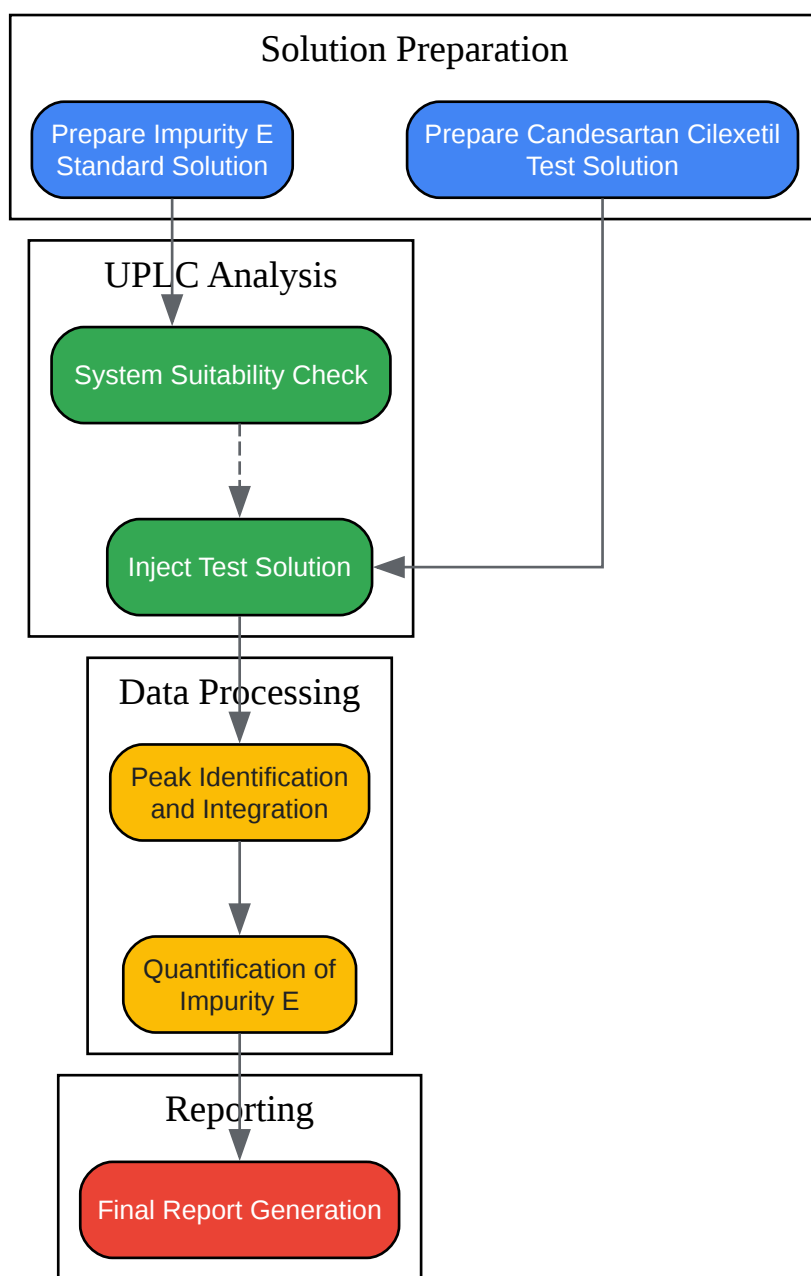 Solution Preparation
Prepare Impurity E
Standard Solution
Prepare Candesartan Cilexetil
Test Solution
UPLC Analysis
System Suitability Check
Inject Test Solution
Data Processing
Peak Identification
and Integration
Quantification of
Impurity E
Reporting
Final Report Generation